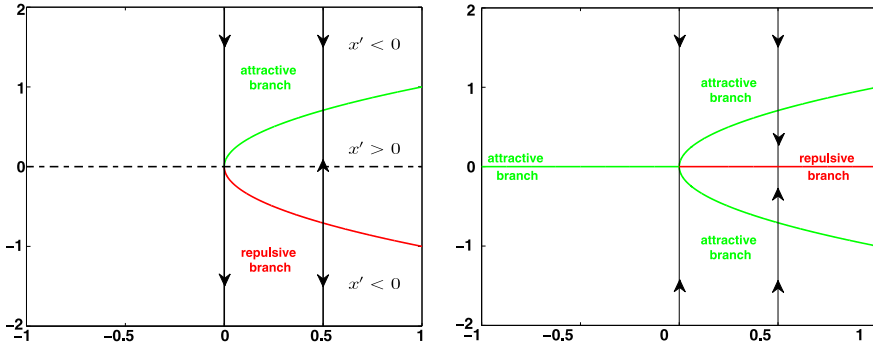 2
x′ < 0
attractive
branch
1
x′ > 0
0
-1
repulsive
branch
x′ < 0
-2
-1
-0.5
0
0.5
1
2
attractive
branch
1
attractive
repulsive
0
branch
branch
attractive
branch
-1
-2
-1
-0.5
0
0.5
1